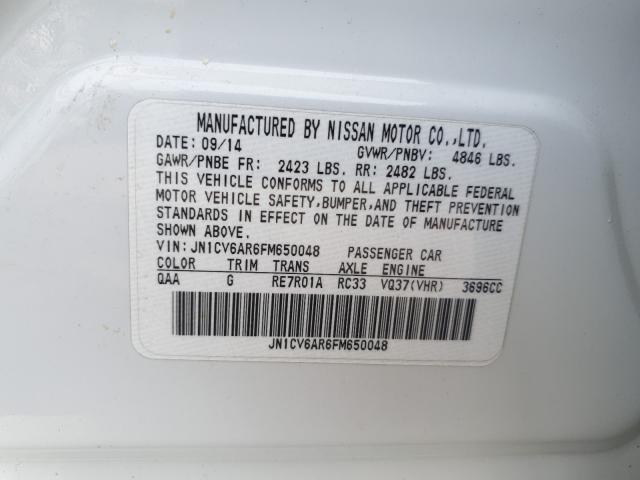 MANUFACTURED BY NISSAN MOTOR CO.,LTD.
DATE: 09/14 GVWR/PNBV: 4846 LBS.
GAWR/PNBE FR: 2423 LBS. RR: 2482 LBS.
THIS VEHICLE CONFORMS TO ALL APPLICABLE FEDERAL
MOTOR VEHICLE SAFETY,BUMPER,AND THEFT PREVENTION
STANDARDS IN EFFECT ON THE DATE OF MANUFACTURE
SHOWN ABOVE.
VIN: JN1CV6AR6FM650048 PASSENGER CAR
COLOR TRIM TRANS AXLE ENGINE
QAA G RE7R01A RC33 VQ37(VHR) 3696CC
JN1CV6AR6FM650048